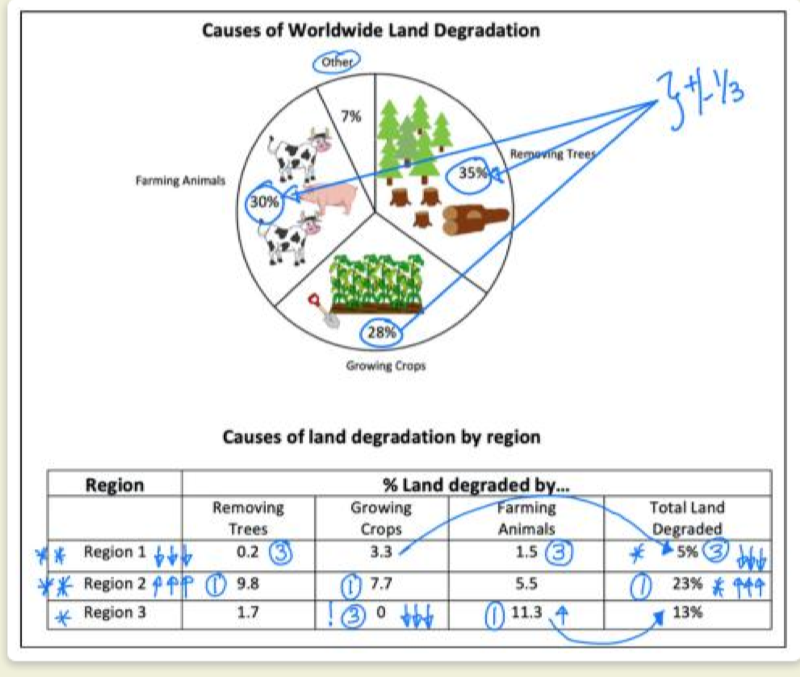 Causes of Worldwide Land Degradation
Other
7%
+/- 1/3
Removing Trees
35%
Farming Animals
30%
28%
Growing Crops
Causes of land degradation by region
Region % Land degraded by...
Removing Trees Growing Crops Farming Animals Total Land Degraded
** Region 1 ↓↓↓ 0.2 ③ 3.3 1.5 ③ * 5% ③ ↓↓↓
** Region 2 ↑↑↑ ① 9.8 ① 7.7 5.5 ① 23% * ↑↑↑
* Region 3 1.7 ! ③ 0 ↓↓↓ ① 11.3 ↑ 13%